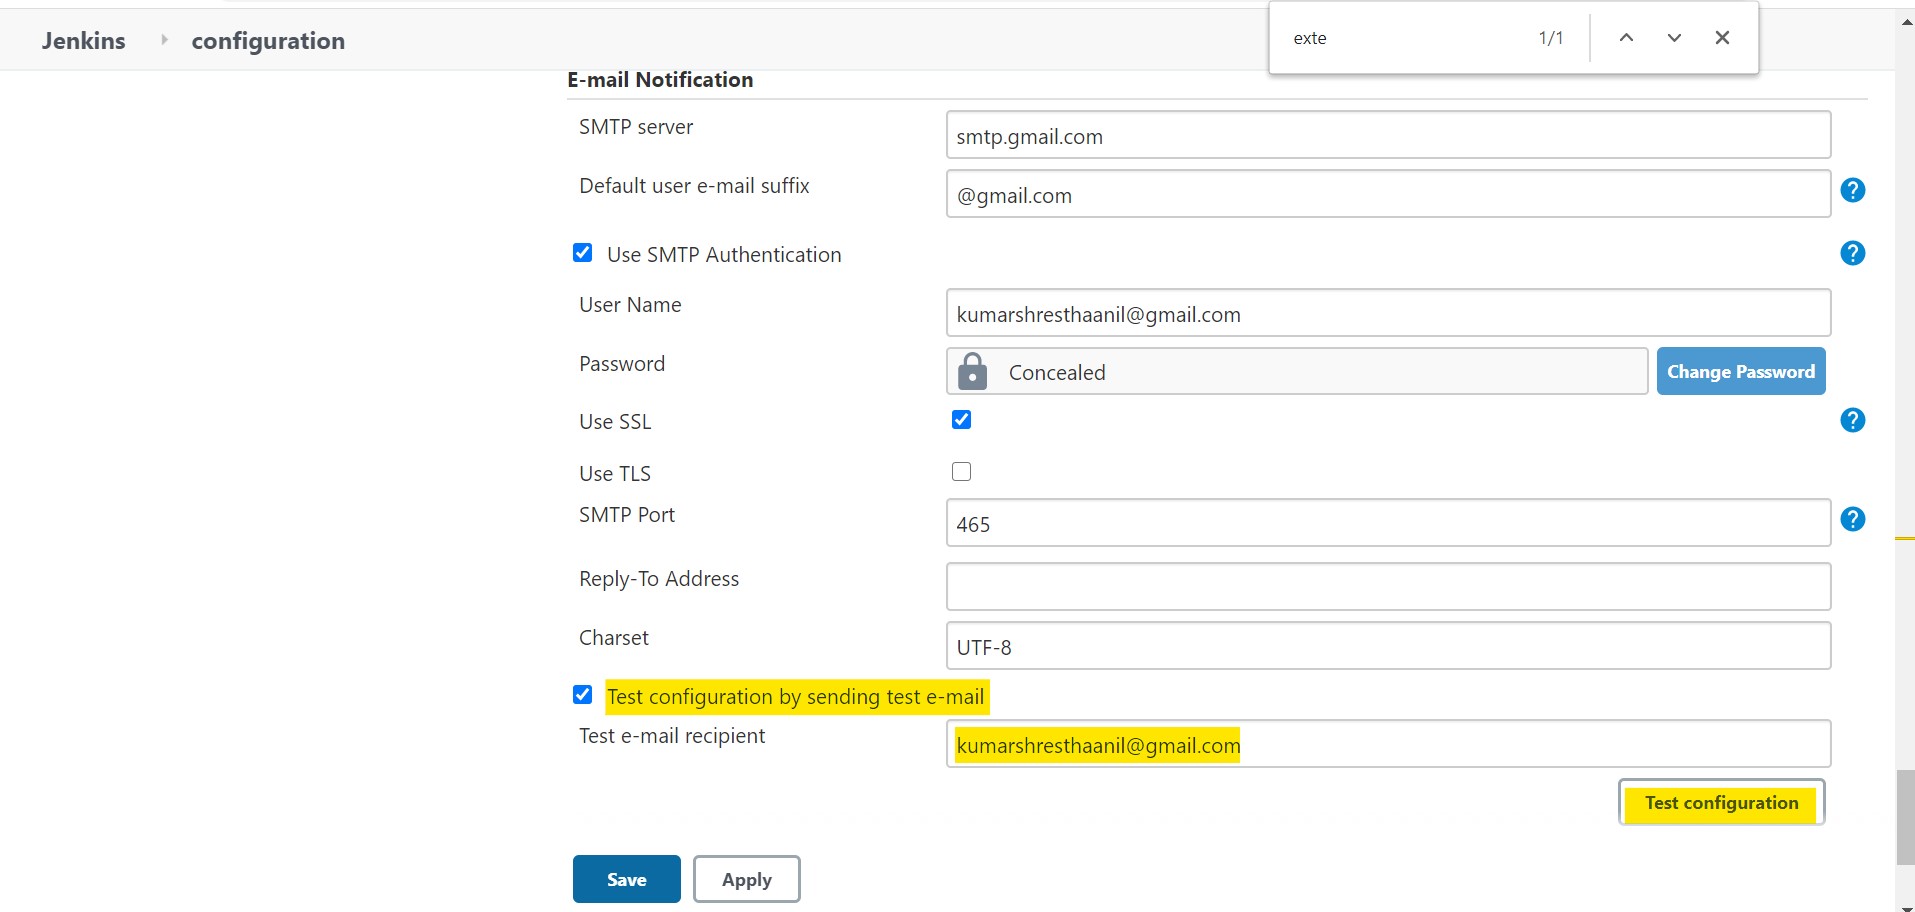 Jenkins configuration
exte 1/1
E-mail Notification
SMTP server
smtp.gmail.com
Default user e-mail suffix
@gmail.com
?
Use SMTP Authentication
?
User Name
kumarshresthaanil@gmail.com
Password
Concealed
Change Password
Use SSL
?
Use TLS
SMTP Port
465
?
Reply-To Address
Charset
UTF-8
Test configuration by sending test e-mail
Test e-mail recipient
kumarshresthaanil@gmail.com
Test configuration
Save
Apply